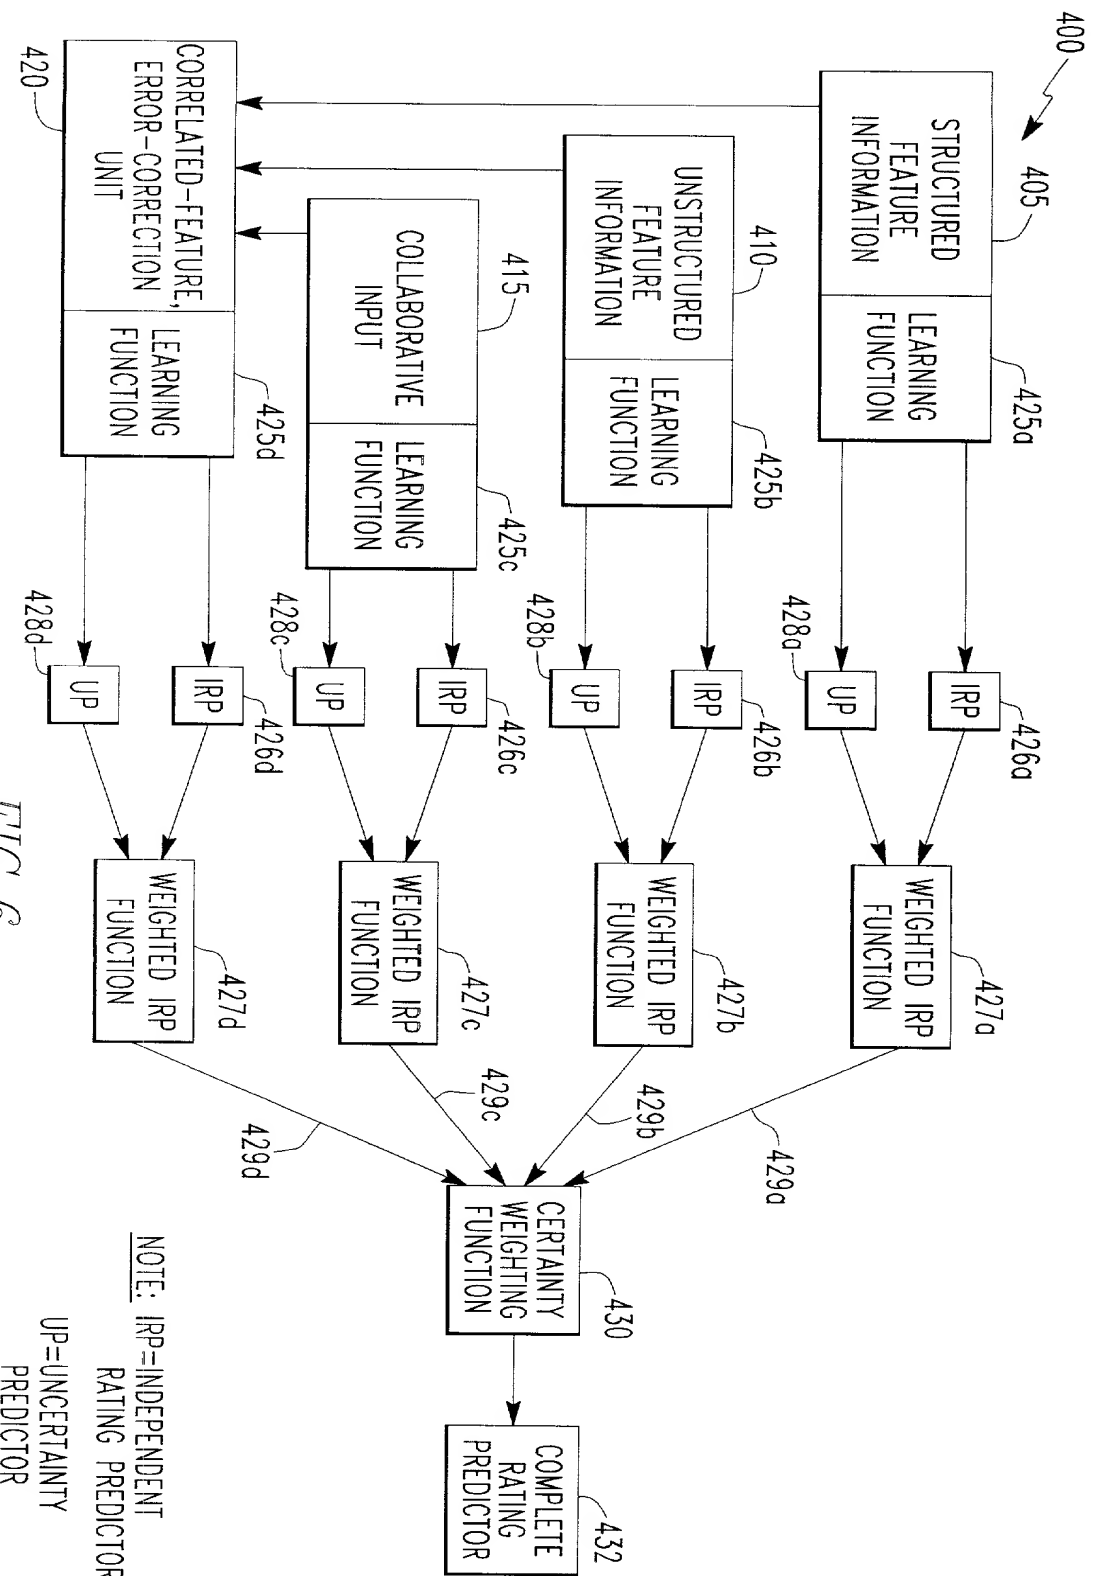 400
405
STRUCTURED
FEATURE
INFORMATION
LEARNING
FUNCTION
425a
IRP
426a
UP
428a
WEIGHTED IRP
FUNCTION
427a
429a
410
UNSTRUCTURED
FEATURE
INFORMATION
LEARNING
FUNCTION
425b
IRP
426b
UP
428b
WEIGHTED IRP
FUNCTION
427b
429b
415
COLLABORATIVE
INPUT
LEARNING
FUNCTION
425c
IRP
426c
UP
428c
WEIGHTED IRP
FUNCTION
427c
429c
420
CORRELATED-FEATURE,
ERROR-CORRECTION
UNIT
LEARNING
FUNCTION
425d
IRP
426d
UP
428d
WEIGHTED IRP
FUNCTION
427d
429d
CERTAINTY
WEIGHTING
FUNCTION
430
COMPLETE
RATING
PREDICTOR
432
NOTE: IRP=INDEPENDENT
RATING PREDICTOR
UP=UNCERTAINTY
PREDICTOR
FIG. 6